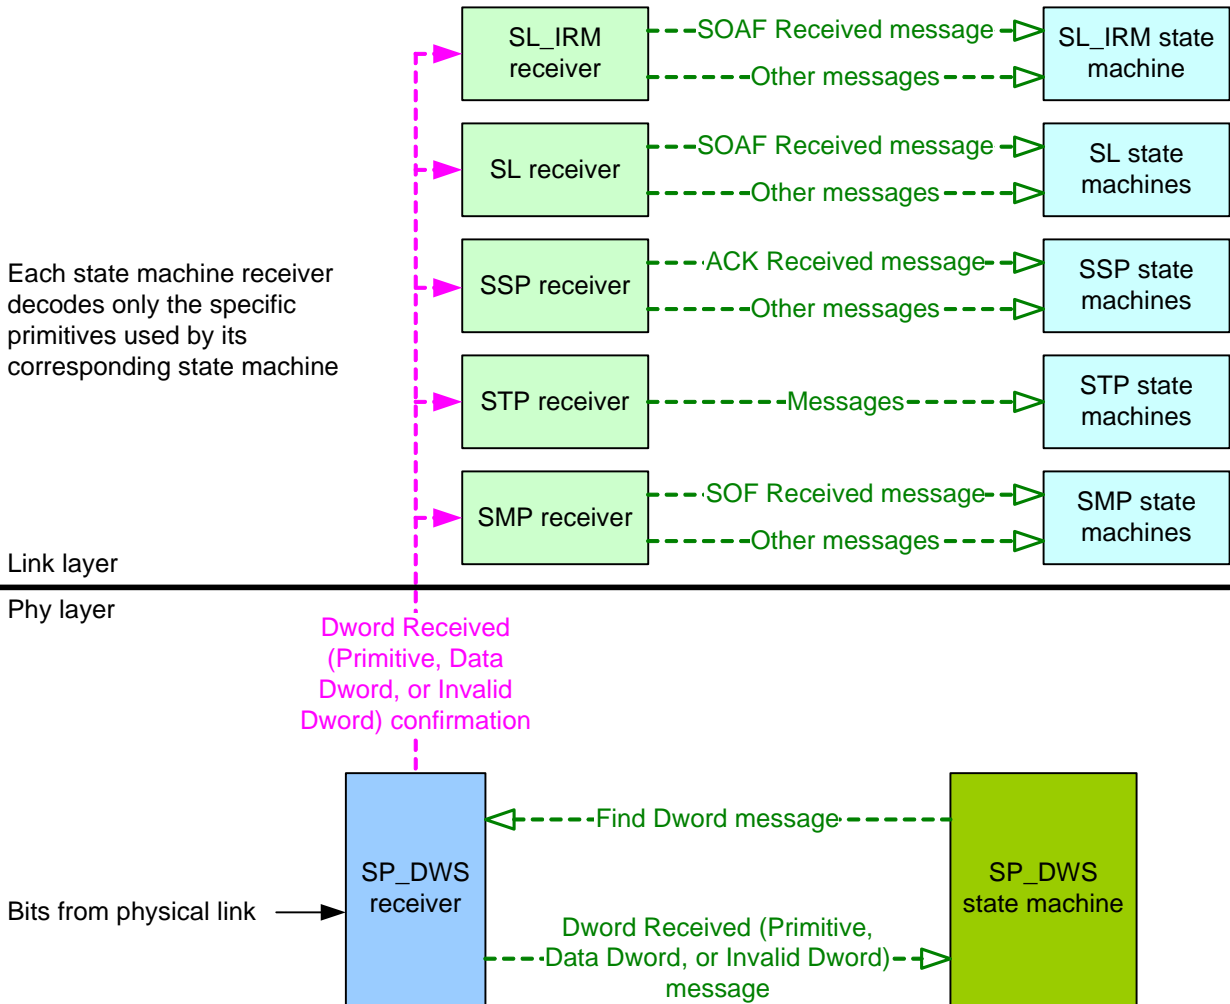 SL_IRM
receiver
SOAF Received message
Other messages
SL_IRM state
machine
SL receiver
SOAF Received message
Other messages
SL state
machines
Each state machine receiver
decodes only the specific
primitives used by its
corresponding state machine
SSP receiver
ACK Received message
Other messages
SSP state
machines
STP receiver
Messages
STP state
machines
SMP receiver
SOF Received message
Other messages
SMP state
machines
Link layer
Phy layer
Dword Received
(Primitive, Data
Dword, or Invalid
Dword) confirmation
Bits from physical link
SP_DWS
receiver
Find Dword message
Dword Received (Primitive,
Data Dword, or Invalid Dword)
message
SP_DWS
state machine